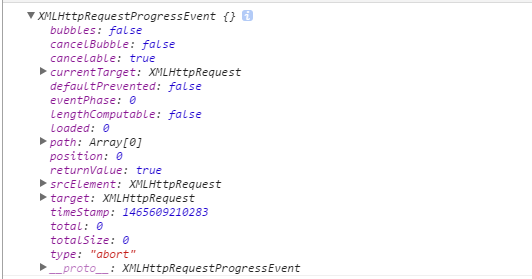 XMLHttpRequestProgressEvent {}
bubbles: false
cancelBubble: false
cancelable: true
currentTarget: XMLHttpRequest
defaultPrevented: false
eventPhase: 0
lengthComputable: false
loaded: 0
path: Array[0]
position: 0
returnValue: true
srcElement: XMLHttpRequest
target: XMLHttpRequest
timeStamp: 1465609210283
total: 0
totalSize: 0
type: "abort"
__proto__: XMLHttpRequestProgressEvent